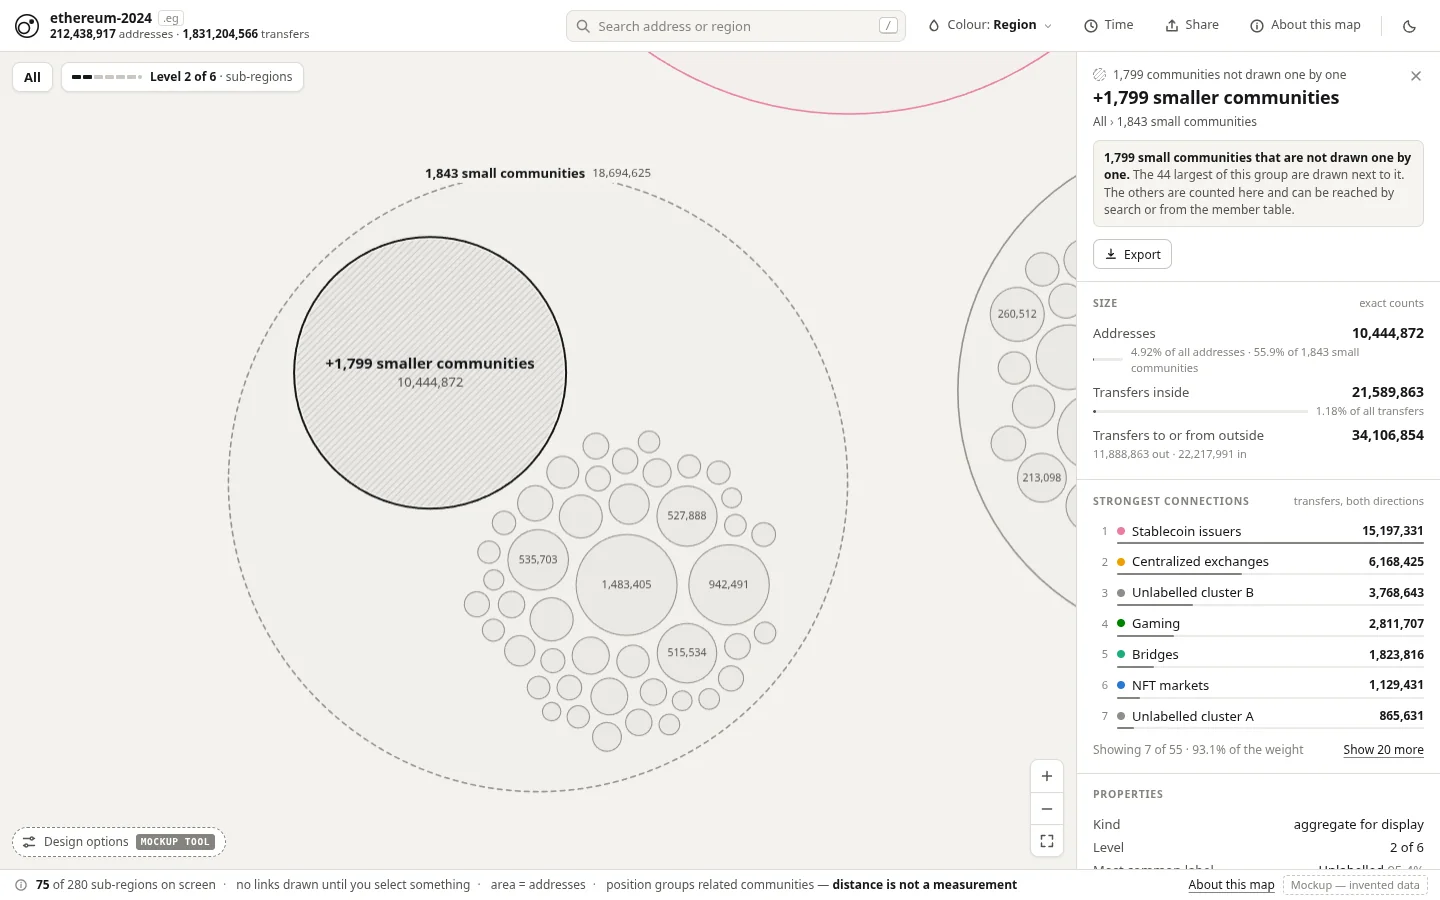 ethereum-2024 .eg
212,438,917 addresses · 1,831,204,566 transfers
Search address or region /
Colour: Region
Time
Share
About this map
All
Level 2 of 6 · sub-regions
1,843 small communities 18,694,625
+1,799 smaller communities
10,444,872
527,888
535,703
1,483,405
942,491
515,534
260,512
213,098
1,799 communities not drawn one by one
+1,799 smaller communities
All › 1,843 small communities
1,799 small communities that are not drawn one by
one. The 44 largest of this group are drawn next to it.
The others are counted here and can be reached by
search or from the member table.
Export
SIZE exact counts
Addresses 10,444,872
4.92% of all addresses · 55.9% of 1,843 small
communities
Transfers inside 21,589,863
1.18% of all transfers
Transfers to or from outside 34,106,854
11,888,863 out · 22,217,991 in
STRONGEST CONNECTIONS transfers, both directions
1 Stablecoin issuers 15,197,331
2 Centralized exchanges 6,168,425
3 Unlabelled cluster B 3,768,643
4 Gaming 2,811,707
5 Bridges 1,823,816
6 NFT markets 1,129,431
7 Unlabelled cluster A 865,631
Showing 7 of 55 · 93.1% of the weight Show 20 more
PROPERTIES
Kind aggregate for display
Level 2 of 6
Most common label Unlabelled 95.4%
Design options MOCKUP TOOL
75 of 280 sub-regions on screen · no links drawn until you select something · area = addresses · position groups related communities — distance is not a measurement
About this map Mockup — invented data